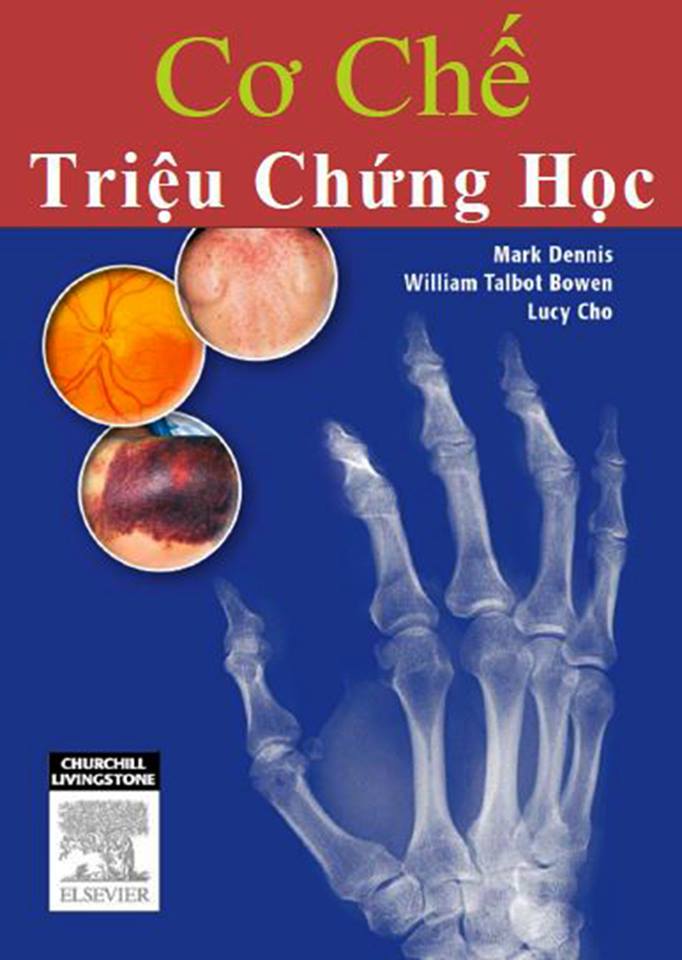 Cơ Chế
Triệu Chứng Học
Mark Dennis
William Talbot Bowen
Lucy Cho
CHURCHILL
LIVINGSTONE
ELSEVIER